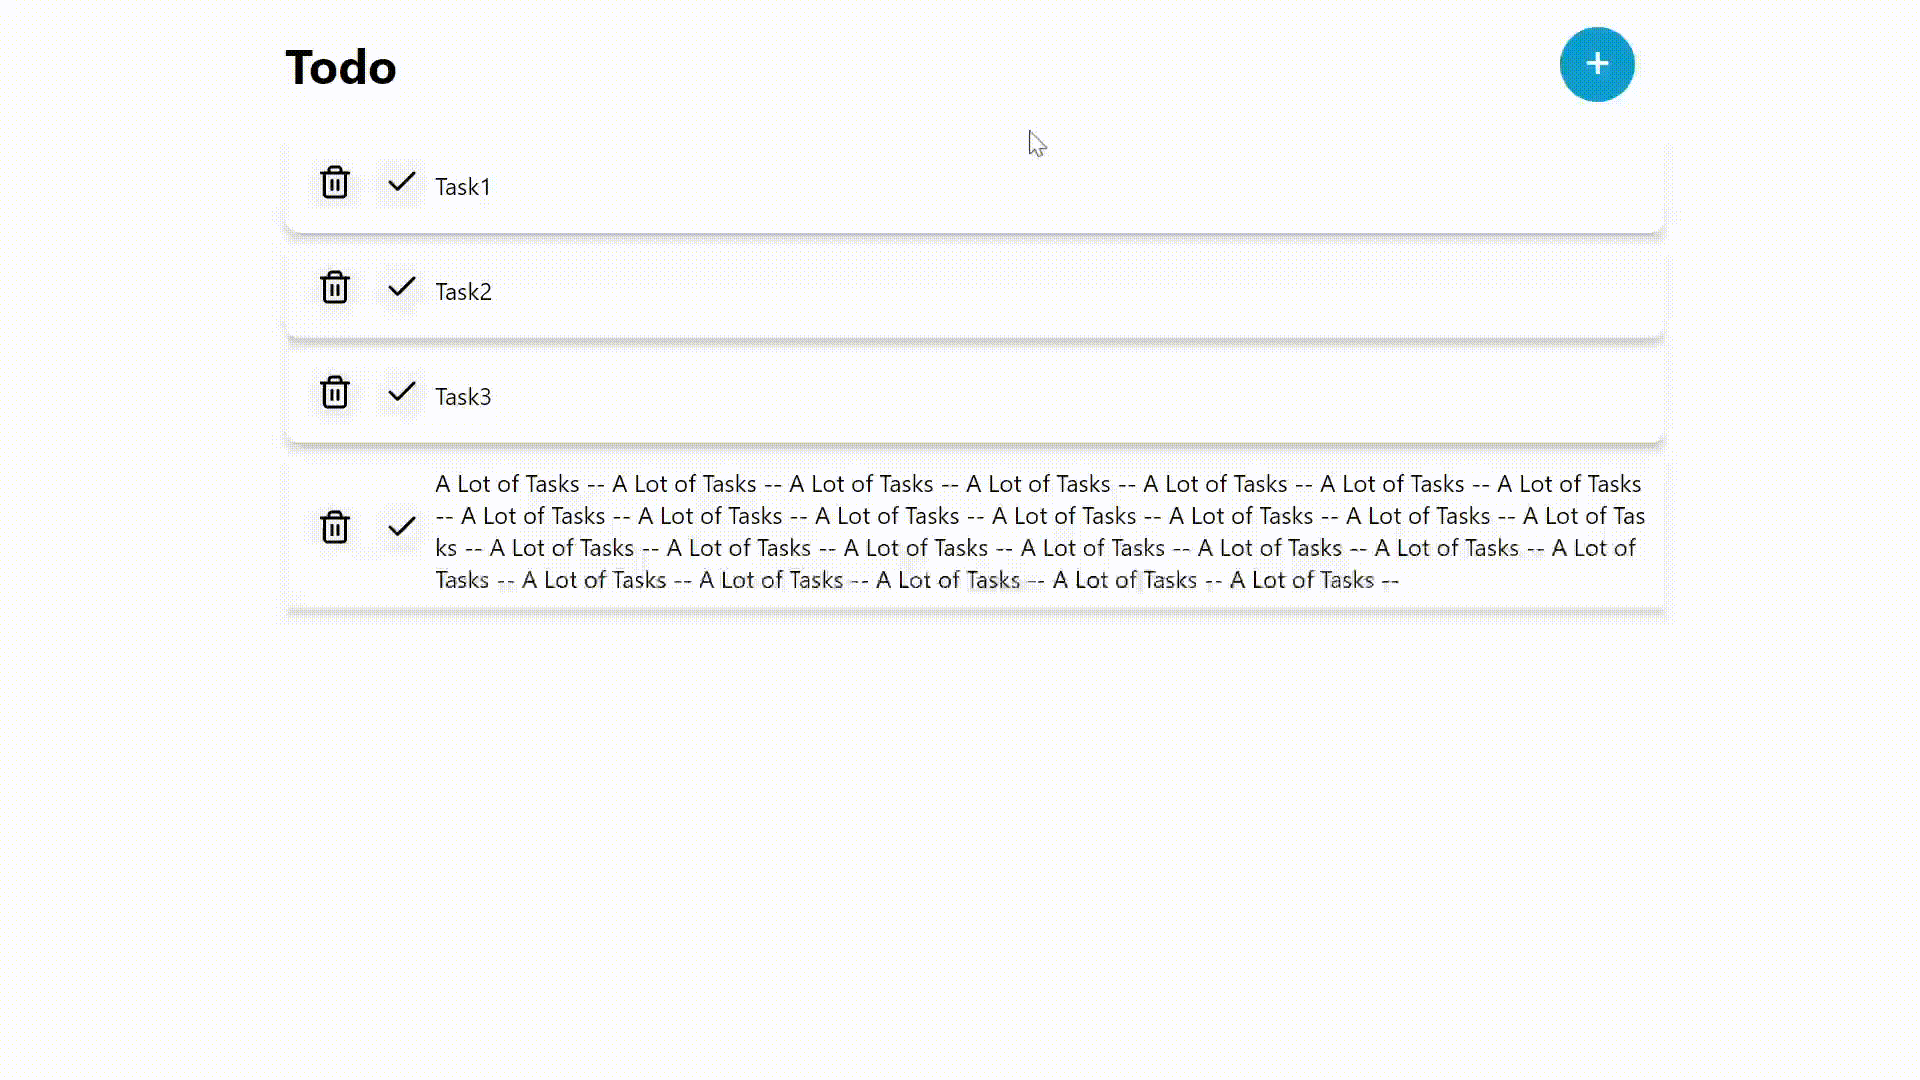 Todo
Task1
Task2
Task3
A Lot of Tasks -- A Lot of Tasks -- A Lot of Tasks -- A Lot of Tasks -- A Lot of Tasks -- A Lot of Tasks -- A Lot of Tasks
-- A Lot of Tasks -- A Lot of Tasks -- A Lot of Tasks -- A Lot of Tasks -- A Lot of Tasks -- A Lot of Tasks -- A Lot of Tas
ks -- A Lot of Tasks -- A Lot of Tasks -- A Lot of Tasks -- A Lot of Tasks -- A Lot of Tasks -- A Lot of Tasks -- A Lot of
Tasks -- A Lot of Tasks -- A Lot of Tasks -- A Lot of Tasks -- A Lot of Tasks -- A Lot of Tasks --